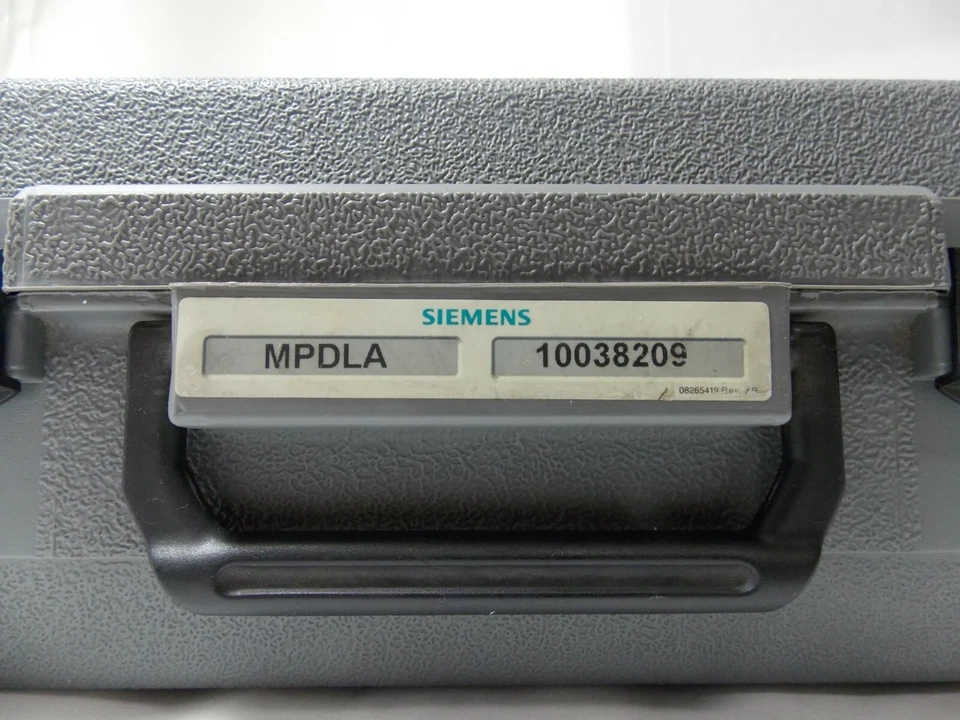 SIEMENS
MPDLA
10038209
08265419 Rev.